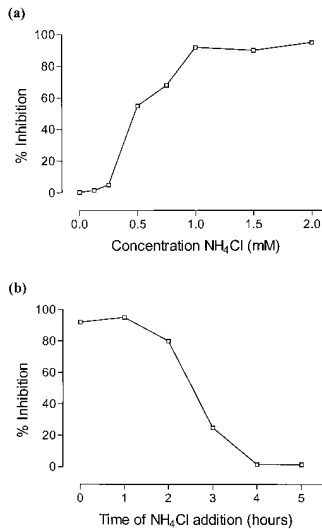 (a)
100
80
60
40
20
0
% Inhibition
0.0 0.5 1.0 1.5 2.0
Concentration NH₄Cl (mM)
(b)
100
80
60
40
20
0
% Inhibition
0 1 2 3 4 5
Time of NH₄Cl addition (hours)